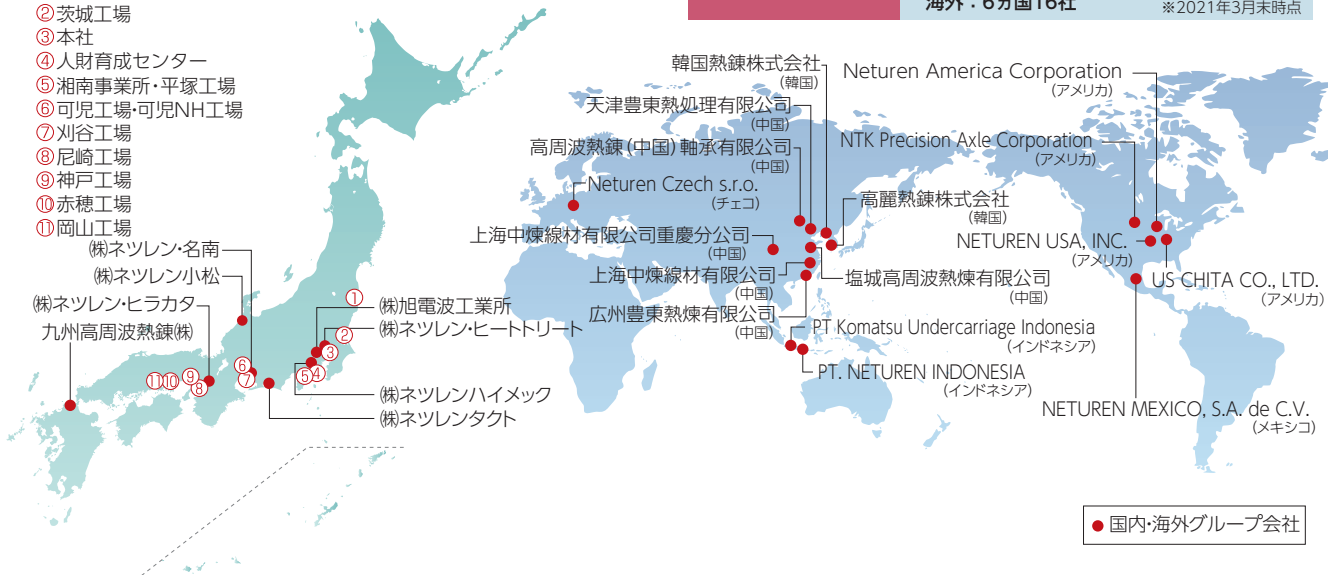 海外：6ヵ国16社
※2021年3月末時点
②茨城工場
③本社
④人財育成センター
⑤湘南事業所・平塚工場
⑥可児工場・可児NH工場
⑦刈谷工場
⑧尼崎工場
⑨神戸工場
⑩赤穂工場
⑪岡山工場
㈱ネツレン・名南
㈱ネツレン小松
㈱ネツレン・ヒラカタ
九州高周波熱錬㈱
㈱旭電波工業所
㈱ネツレン・ヒートトリート
㈱ネツレンハイメック
㈱ネツレンタクト
①
②
③
④
⑤
⑥
⑦
⑧
⑨
⑩
⑪
韓国熱錬株式会社
(韓国)
天津豊東熱処理有限公司
(中国)
高周波熱錬(中国)軸承有限公司
(中国)
Neturen Czech s.r.o.
(チェコ)
高麗熱錬株式会社
(韓国)
上海中煉線材有限公司重慶分公司
(中国)
上海中煉線材有限公司
(中国)
塩城高周波熱煉有限公司
(中国)
広州豊東熱煉有限公司
(中国)
PT Komatsu Undercarriage Indonesia
(インドネシア)
PT. NETUREN INDONESIA
(インドネシア)
Neturen America Corporation
(アメリカ)
NTK Precision Axle Corporation
(アメリカ)
NETUREN USA, INC.
(アメリカ)
US CHITA CO., LTD.
(アメリカ)
NETUREN MEXICO, S.A. de C.V.
(メキシコ)
国内・海外グループ会社